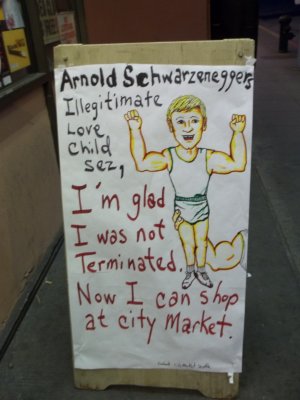 Arnold Schwarzeneggers
Illegitimate
Love
Child
Sez,
I'm glad
I was not
Terminated.
Now I can shop
at city Market.